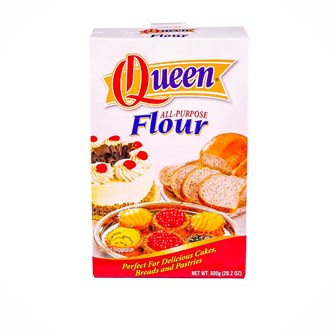 Queen
ALL-PURPOSE
Flour
Perfect For Delicious Cakes,
Breads and Pastries
NET WT. 800g (28.2 OZ)